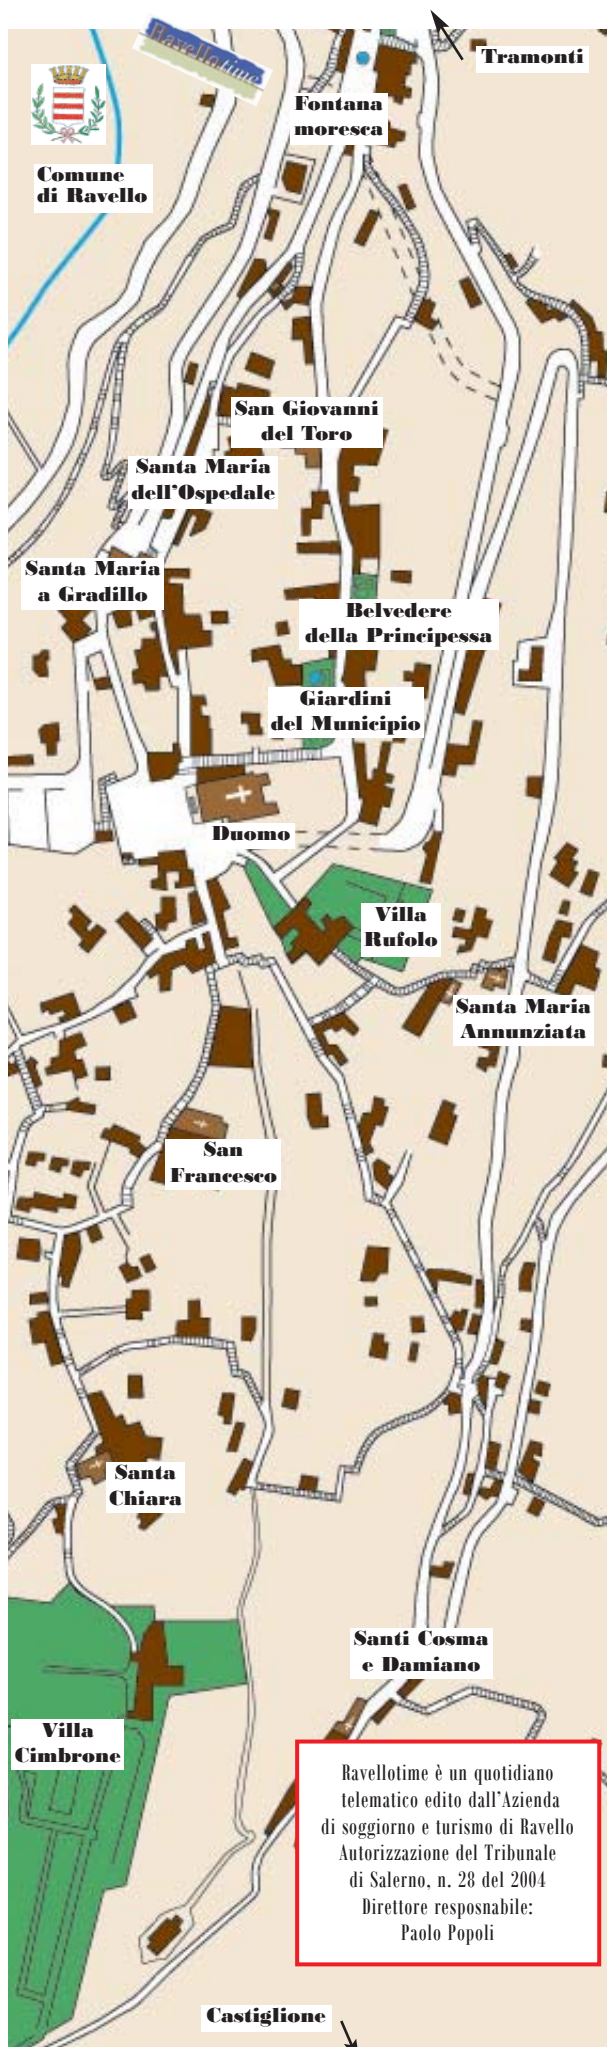 Ravellotime
Tramonti
Fontana
moresca
Comune
di Ravello
San Giovanni
del Toro
Santa Maria
dell'Ospedale
Santa Maria
a Gradillo
Belvedere
della Principessa
Giardini
del Municipio
Duomo
Villa
Rufolo
Santa Maria
Annunziata
San
Francesco
Santa
Chiara
Santi Cosma
e Damiano
Villa
Cimbrone
Ravellotime è un quotidiano
telematico edito dall'Azienda
di soggiorno e turismo di Ravello
Autorizzazione del Tribunale
di Salerno, n. 28 del 2004
Direttore resposnabile:
Paolo Popoli
Castiglione